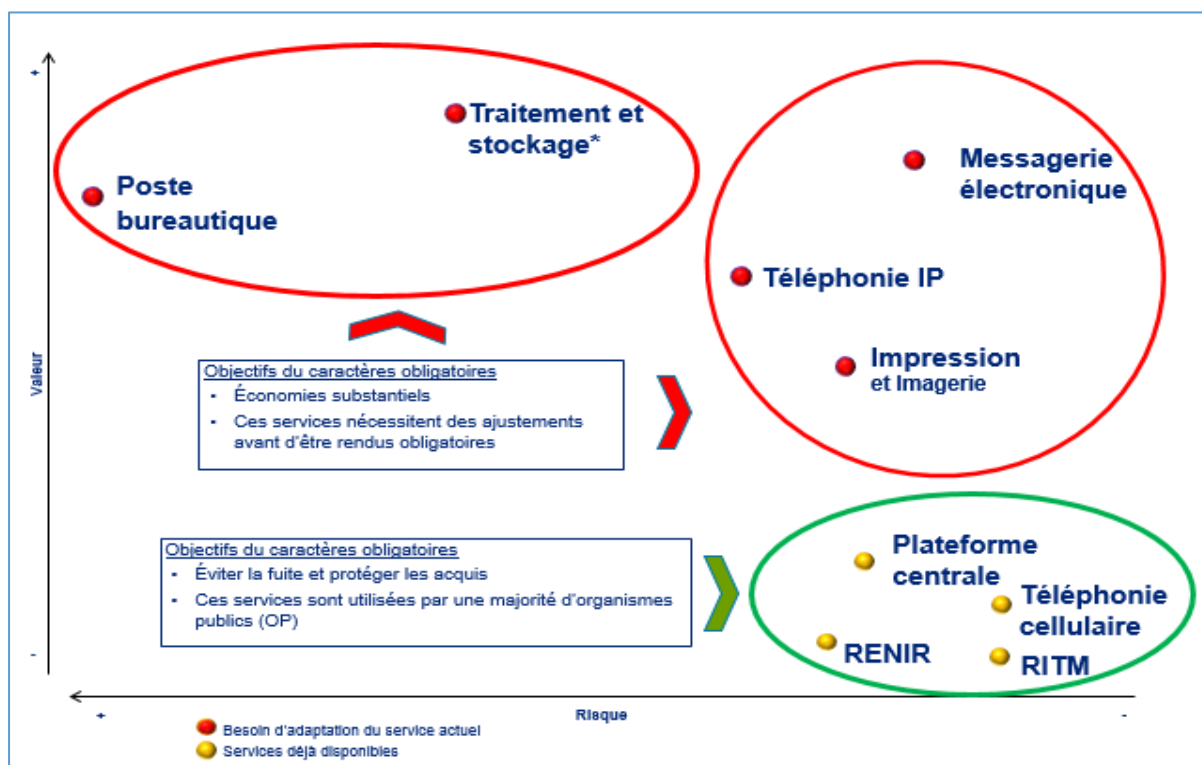 +
Traitement et
stockage*
Messagerie
électronique
Poste
bureautique
Téléphonie IP
Impression
et Imagerie
Valeur
Objectifs du caractères obligatoires
• Économies substantiels
• Ces services nécessitent des ajustements
avant d'être rendus obligatoires
Objectifs du caractères obligatoires
• Éviter la fuite et protéger les acquis
• Ces services sont utilisées par une majorité d'organismes
publics (OP)
Plateforme
centrale
Téléphonie
cellulaire
RENIR
RITM
-
+
Risque
-
Besoin d'adaptation du service actuel
Services déjà disponibles